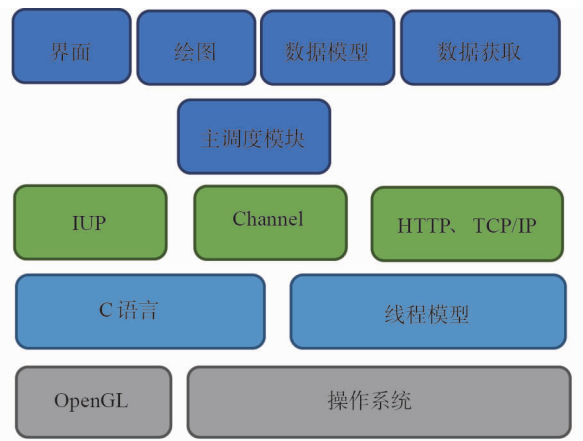 界面 绘图 数据模型 数据获取
主调度模块
IUP Channel HTTP、TCP/IP
C语言 线程模型
OpenGL 操作系统